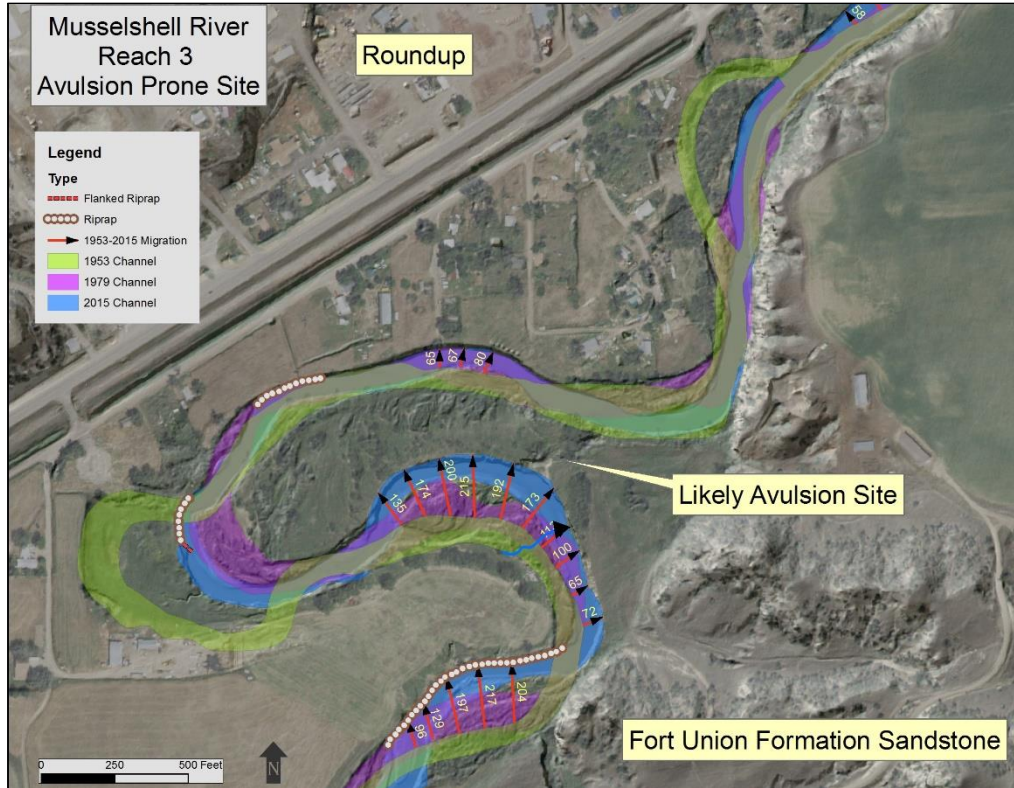 Musselshell River
Reach 3
Avulsion Prone Site
Roundup
58
Legend
Type
Flanked Riprap
Riprap
1953-2015 Migration
1953 Channel
1979 Channel
2015 Channel
65
67
80
Likely Avulsion Site
135
174
200
215
192
173
100
65
72
96
129
197
217
204
Fort Union Formation Sandstone
0 250 500 Feet
N